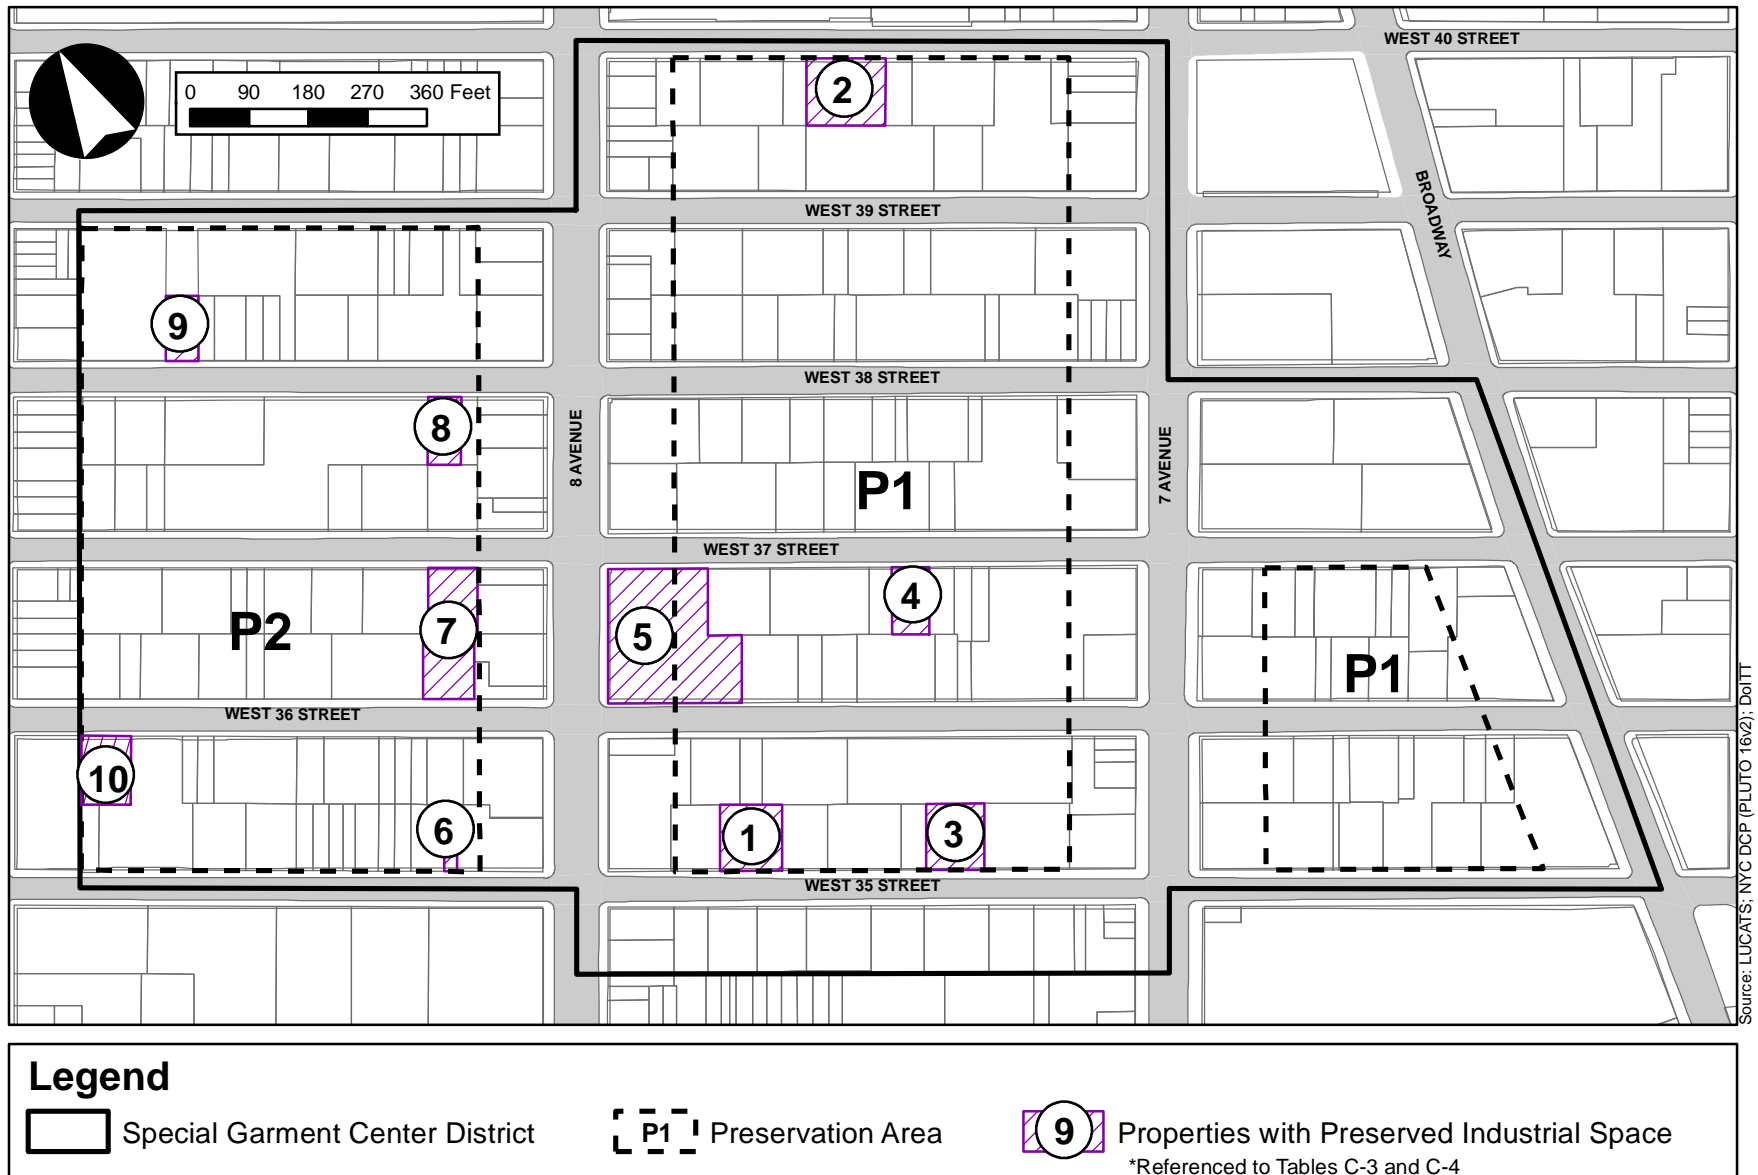 WEST 40 STREET
0 90 180 270 360 Feet
2
BROADWAY
WEST 39 STREET
9
WEST 38 STREET
8
8 AVENUE
7 AVENUE
P1
WEST 37 STREET
4
P2
7
5
P1
WEST 36 STREET
10
6
1
3
WEST 35 STREET
Source: LUCATS; NYC DCP (PLUTO 16v2); DoITT
Legend
Special Garment Center District
P1 Preservation Area
9 Properties with Preserved Industrial Space
*Referenced to Tables C-3 and C-4